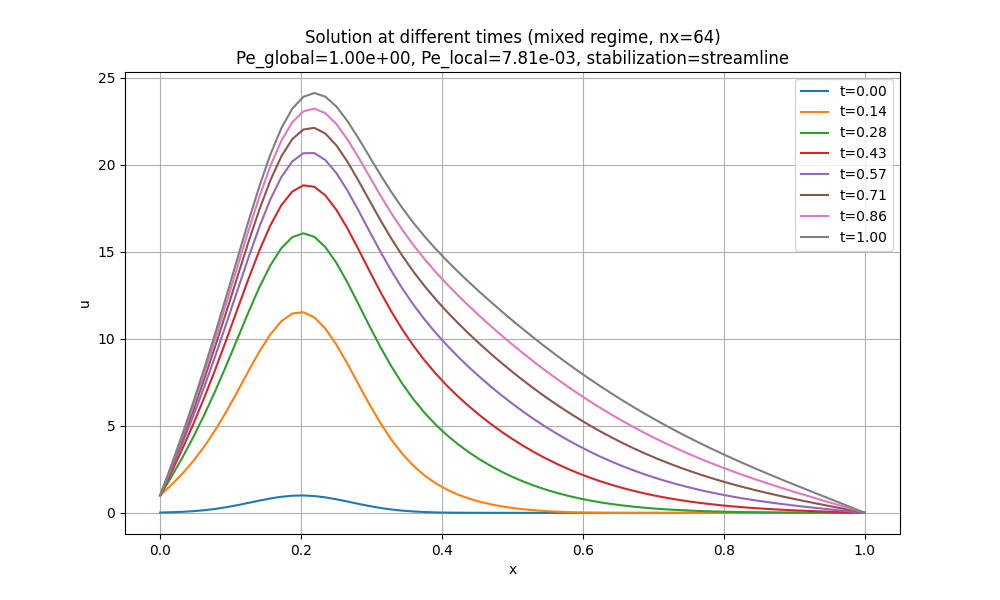 Solution at different times (mixed regime, nx=64)
Pe_global=1.00e+00, Pe_local=7.81e-03, stabilization=streamline
25
20
15
10
5
0
u
0.0
0.2
0.4
0.6
0.8
1.0
x
t=0.00
t=0.14
t=0.28
t=0.43
t=0.57
t=0.71
t=0.86
t=1.00